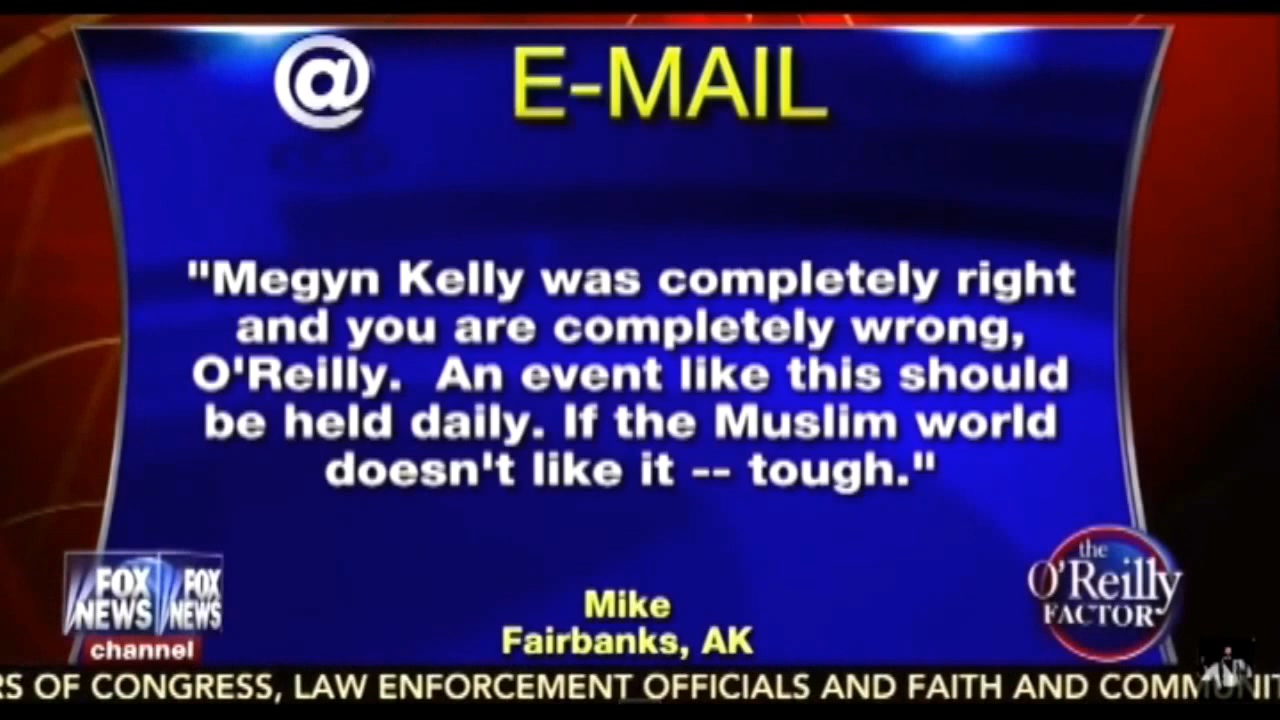 @ E-MAIL
"Megyn Kelly was completely right
and you are completely wrong,
O'Reilly. An event like this should
be held daily. If the Muslim world
doesn't like it -- tough."
Mike
Fairbanks, AK
FOX NEWS FOX NEWS
channel
the
O'Reilly
FACTOR
OF CONGRESS, LAW ENFORCEMENT OFFICIALS AND FAITH AND